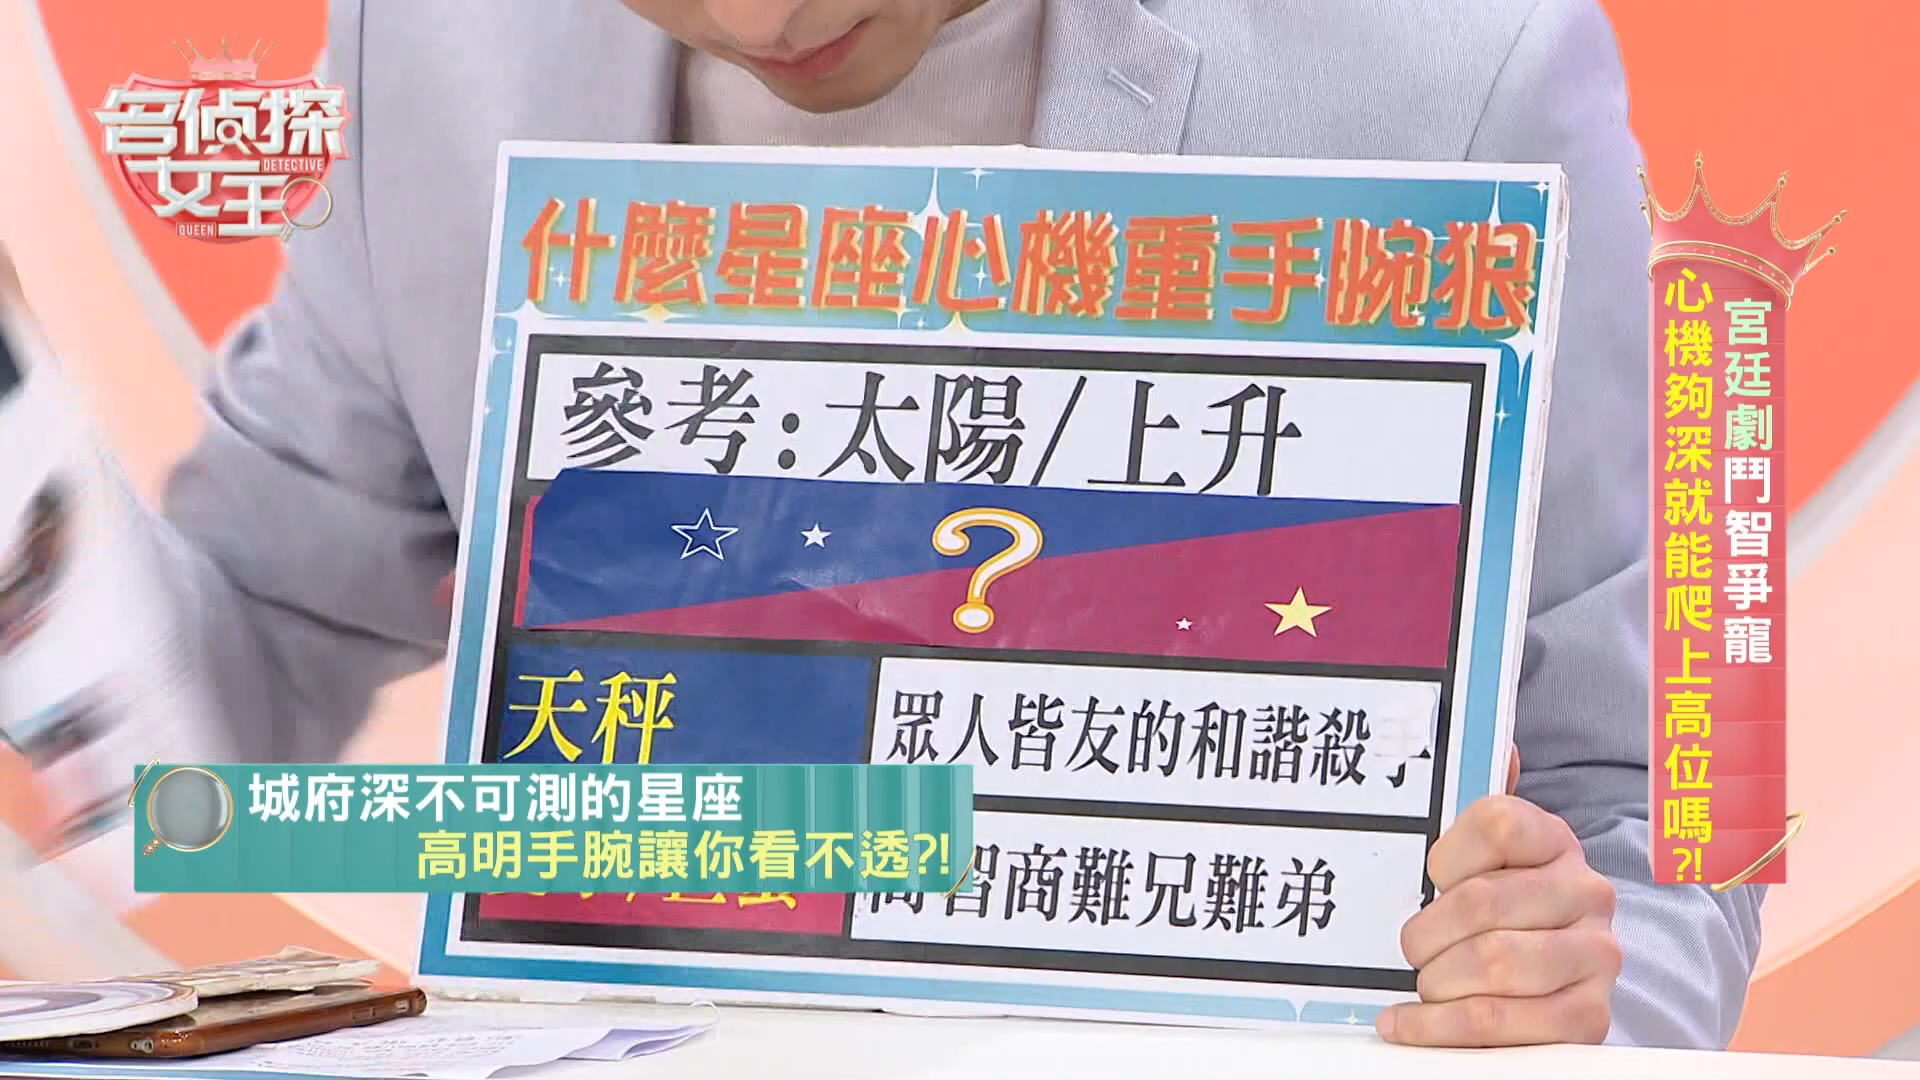 名偵探
DETECTIVE
女王
QUEEN
什麼星座心機重手腕狠
參考:太陽/上升
?
天秤
眾人皆友的和諧殺手
高智商難兄難弟
城府深不可測的星座
高明手腕讓你看不透?!
宮廷劇鬥智爭寵
心機夠深就能爬上高位嗎?!